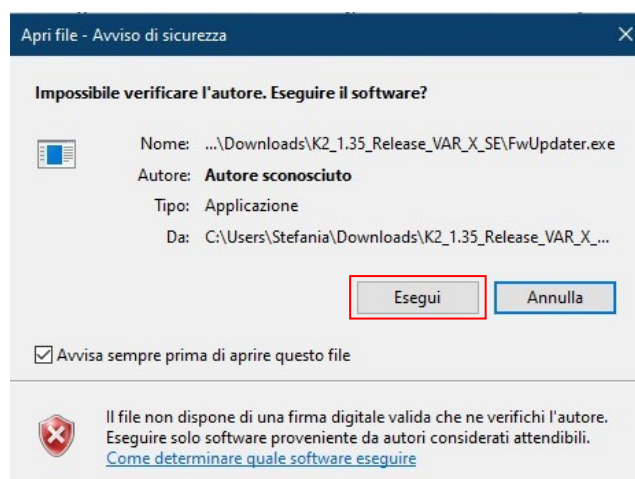 Apri file - Avviso di sicurezza
Impossibile verificare l'autore. Eseguire il software?
Nome: ...\Downloads\K2_1.35_Release_VAR_X_SE\FwUpdater.exe
Autore: Autore sconosciuto
Tipo: Applicazione
Da: C:\Users\Stefania\Downloads\K2_1.35_Release_VAR_X_...
Esegui Annulla
Avvisa sempre prima di aprire questo file
Il file non dispone di una firma digitale valida che ne verifichi l'autore.
Eseguire solo software proveniente da autori considerati attendibili.
Come determinare quale software eseguire